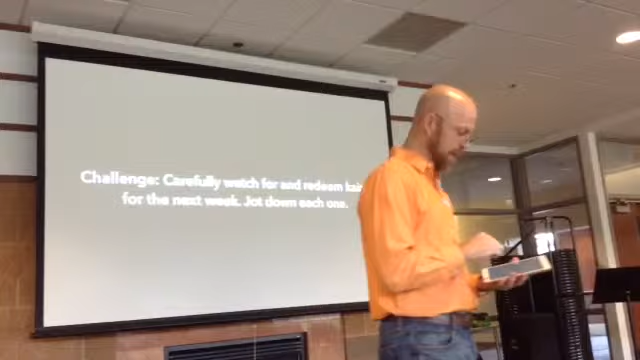 Challenge: Carefully watch for and redeem
for the next week. Jot down each one.